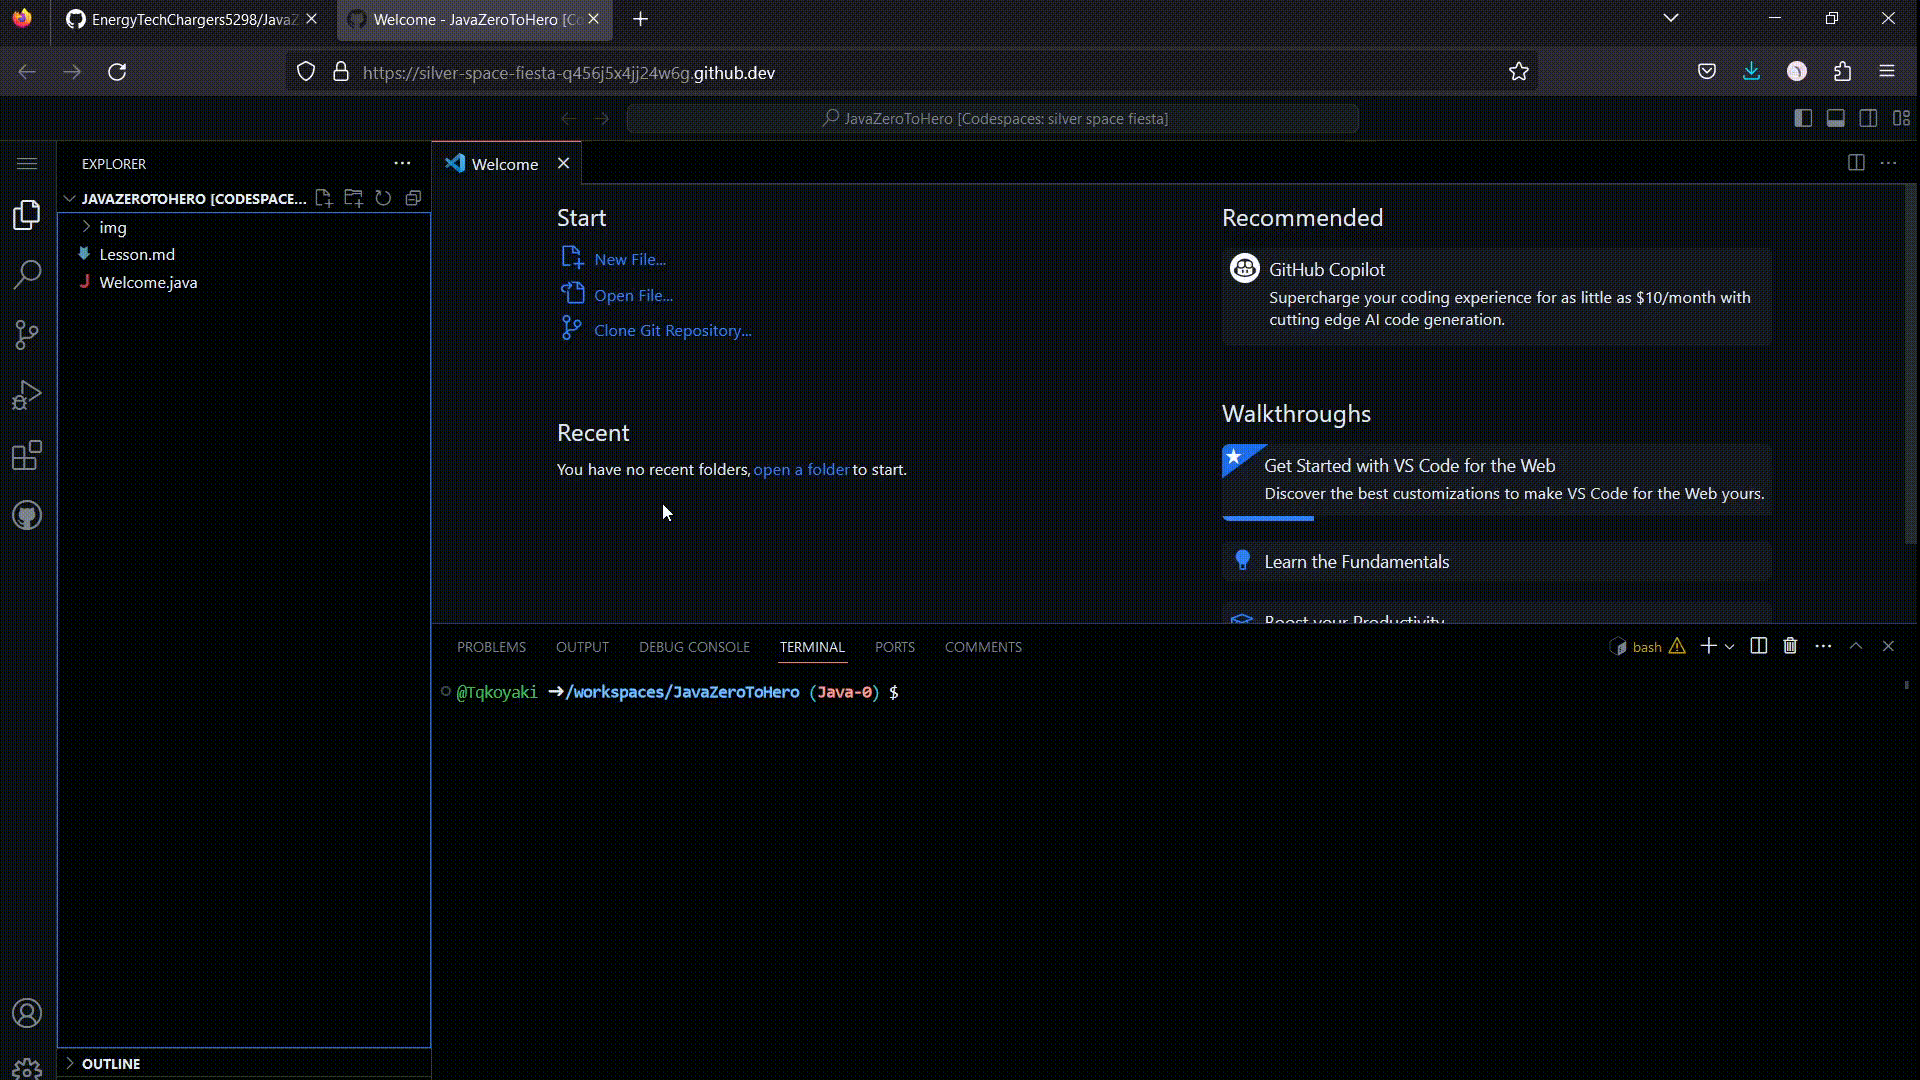 EnergyTechChargers5298/JavaZ
Welcome - JavaZeroToHero [Co
https://silver-space-fiesta-q456j5x4jj24w6g.github.dev
JavaZeroToHero [Codespaces: silver space fiesta]
EXPLORER
JAVAZEROTOHERO [CODESPACE...
img
Lesson.md
Welcome.java
OUTLINE
Welcome
Start
New File...
Open File...
Clone Git Repository...
Recent
You have no recent folders, open a folder to start.
Recommended
GitHub Copilot
Supercharge your coding experience for as little as $10/month with
cutting edge AI code generation.
Walkthroughs
Get Started with VS Code for the Web
Discover the best customizations to make VS Code for the Web yours.
Learn the Fundamentals
Boost your Productivity
PROBLEMS OUTPUT DEBUG CONSOLE TERMINAL PORTS COMMENTS
bash
@Tqkoyaki ➜/workspaces/JavaZeroToHero (Java-0) $